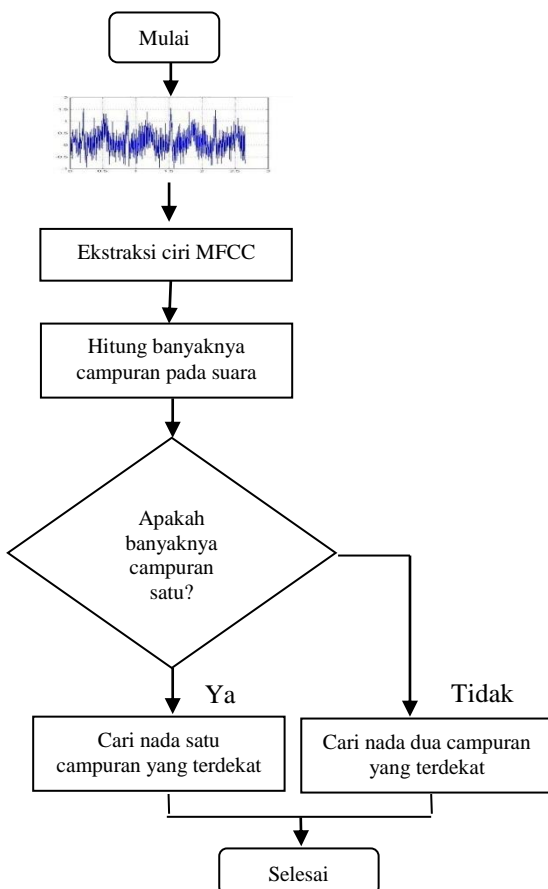 Mulai
Ekstraksi ciri MFCC
Hitung banyaknya
campuran pada suara
Apakah
banyaknya
campuran
satu?
Ya
Tidak
Cari nada satu
campuran yang terdekat
Cari nada dua campuran
yang terdekat
Selesai